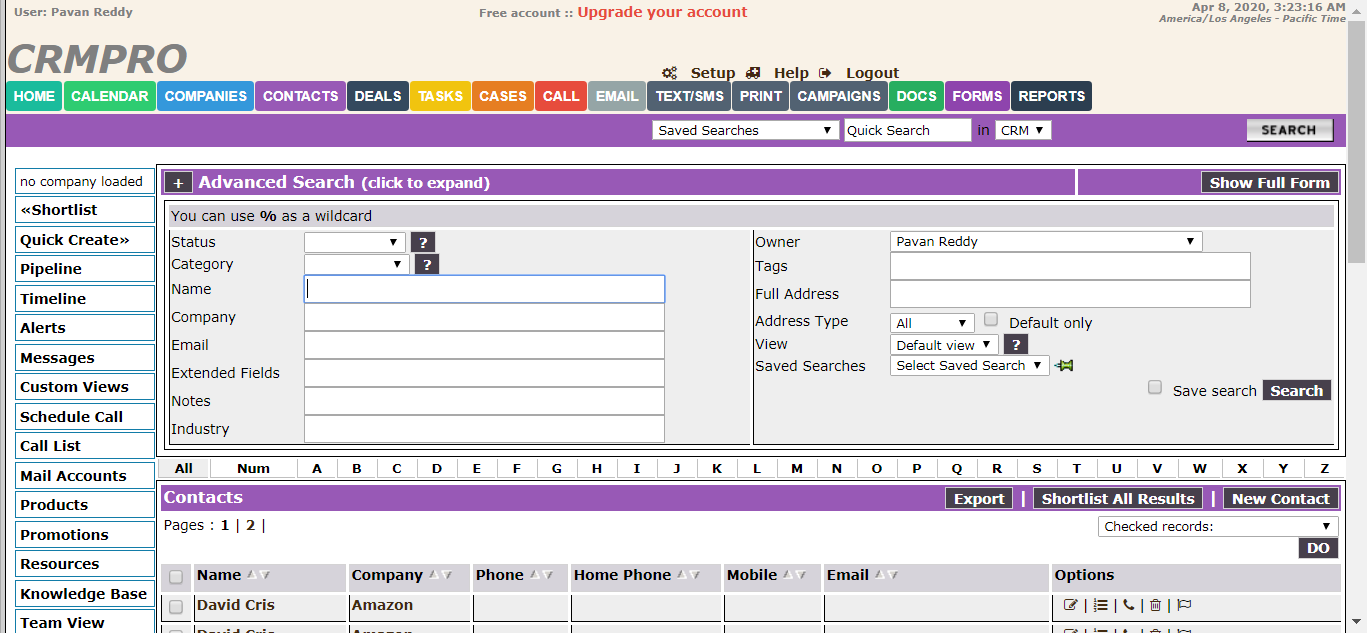 User: Pavan Reddy
Free account :: Upgrade your account
Apr 8, 2020, 3:23:16 AM
America/Los Angeles - Pacific Time
CRMPRO
Setup Help Logout
HOME CALENDAR COMPANIES CONTACTS DEALS TASKS CASES CALL EMAIL TEXT/SMS PRINT CAMPAIGNS DOCS FORMS REPORTS
Saved Searches Quick Search in CRM SEARCH
no company loaded
«Shortlist
Quick Create»
Pipeline
Timeline
Alerts
Messages
Custom Views
Schedule Call
Call List
Mail Accounts
Products
Promotions
Resources
Knowledge Base
Team View
+ Advanced Search (click to expand) Show Full Form
You can use % as a wildcard
Status ?
Category ?
Name
Company
Email
Extended Fields
Notes
Industry
Owner Pavan Reddy
Tags
Full Address
Address Type All Default only
View Default view ?
Saved Searches Select Saved Search
Save search Search
All Num A B C D E F G H I J K L M N O P Q R S T U V W X Y Z
Contacts Export | Shortlist All Results | New Contact
Pages : 1 | 2 |
Checked records:
DO
Name Company Phone Home Phone Mobile Email Options
David Cris Amazon | | | |
David Cris Amazon